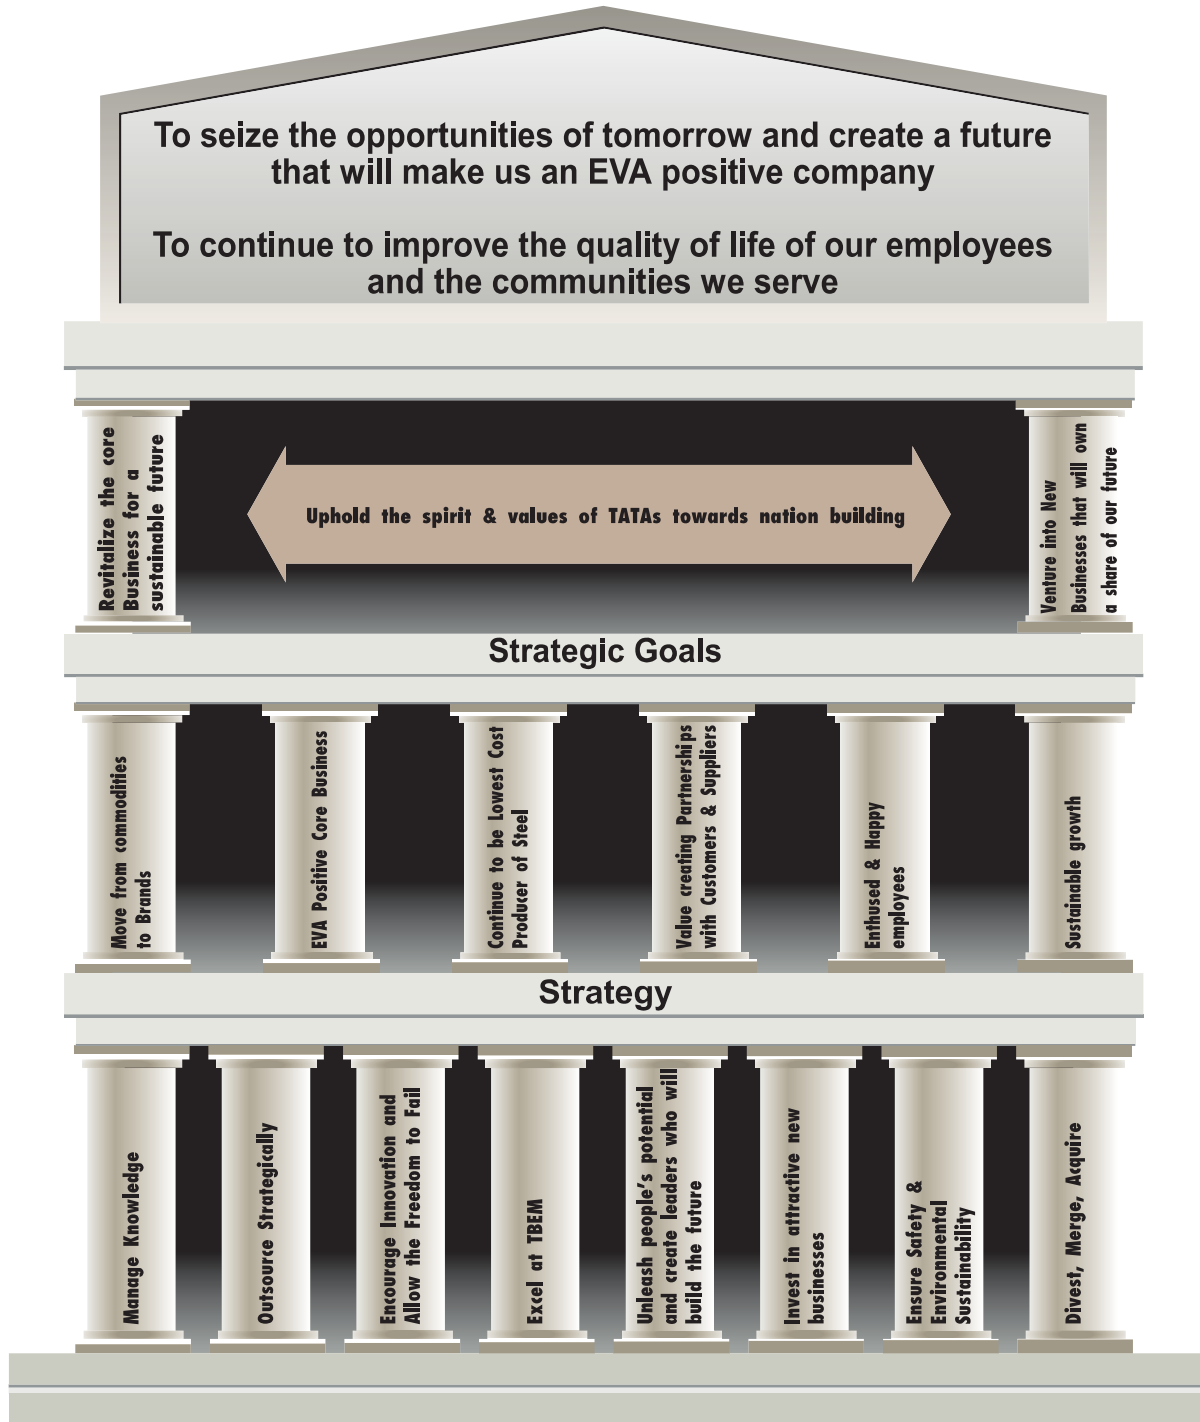 To seize the opportunities of tomorrow and create a future
that will make us an EVA positive company
To continue to improve the quality of life of our employees
and the communities we serve
Revitalize the core
Business for a
sustainable future
Uphold the spirit & values of TATAs towards nation building
Venture into New
Businesses that will own
a share of our future
Strategic Goals
Move from commodities
to Brands
EVA Positive Core Business
Continue to be Lowest Cost
Producer of Steel
Value creating Partnerships
with Customers & Suppliers
Enthused & Happy
employees
Sustainable growth
Strategy
Manage Knowledge
Outsource Strategically
Encourage Innovation and
Allow the Freedom to Fail
Excel at TBEM
Unleash people's potential
and create leaders who will
build the future
Invest in attractive new
businesses
Ensure Safety &
Environmental
Sustainability
Divest, Merge, Acquire